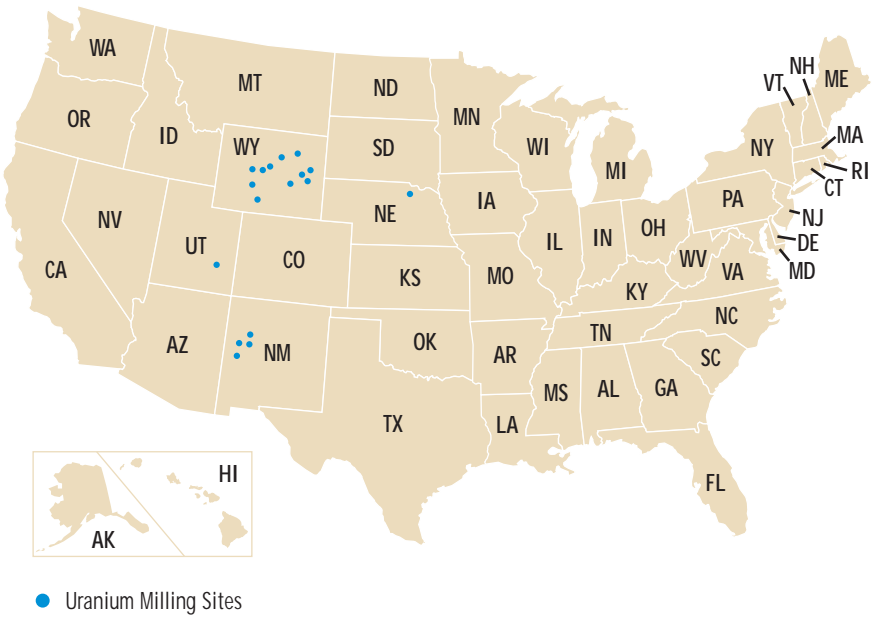 WA
MT
ND
MN
OR
ID
WY
SD
WI
MI
NY
VT
NH
ME
MA
RI
CT
NJ
DE
MD
PA
NV
UT
CO
NE
IA
IL
IN
OH
WV
VA
CA
KS
MO
KY
NC
TN
SC
AZ
NM
OK
AR
MS
AL
GA
TX
LA
FL
HI
AK
Uranium Milling Sites